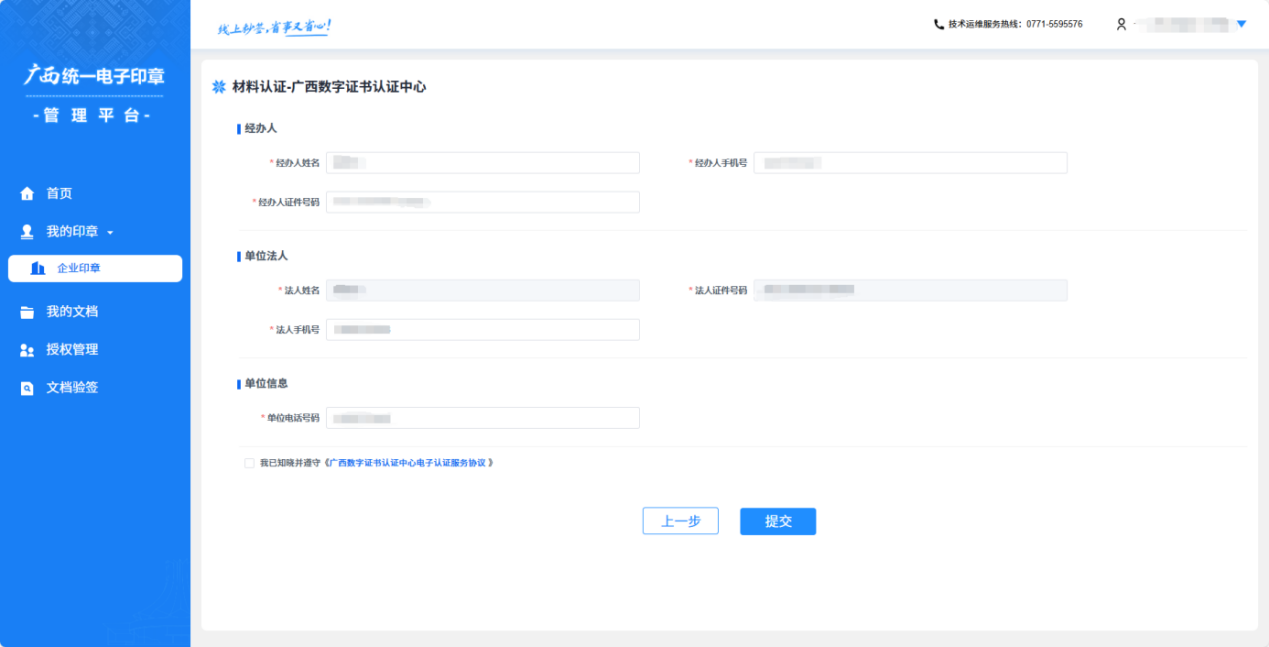 线上钞签,省事又省心!
技术运维服务热线：0771-5595576
广西统一电子印章
-管理平台-
首页
我的印章
企业印章
我的文档
授权管理
文档验签
材料认证-广西数字证书认证中心
经办人
*经办人姓名
*经办人手机号
*经办人证件号码
单位法人
*法人姓名
*法人证件号码
*法人手机号
单位信息
*单位电话号码
我已知晓并遵守《广西数字证书认证中心电子认证服务协议 》
上一步
提交